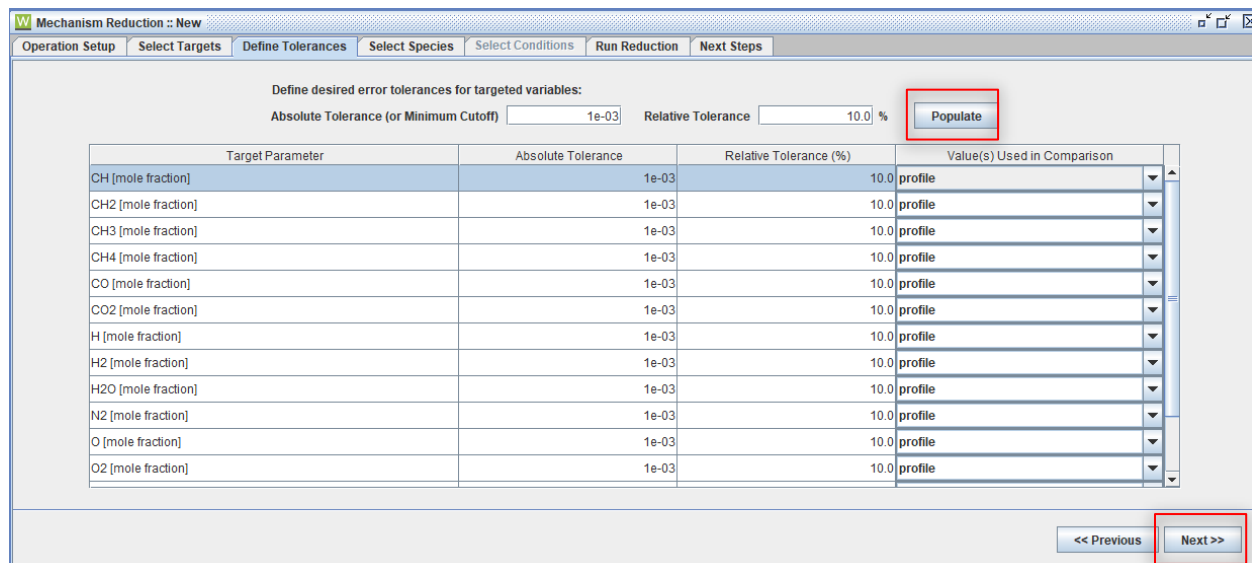 W Mechanism Reduction :: New
Operation Setup Select Targets Define Tolerances Select Species Select Conditions Run Reduction Next Steps
Define desired error tolerances for targeted variables:
Absolute Tolerance (or Minimum Cutoff) 1e-03 Relative Tolerance 10.0 % Populate
Target Parameter Absolute Tolerance Relative Tolerance (%) Value(s) Used in Comparison
CH [mole fraction] 1e-03 10.0 profile
CH2 [mole fraction] 1e-03 10.0 profile
CH3 [mole fraction] 1e-03 10.0 profile
CH4 [mole fraction] 1e-03 10.0 profile
CO [mole fraction] 1e-03 10.0 profile
CO2 [mole fraction] 1e-03 10.0 profile
H [mole fraction] 1e-03 10.0 profile
H2 [mole fraction] 1e-03 10.0 profile
H2O [mole fraction] 1e-03 10.0 profile
N2 [mole fraction] 1e-03 10.0 profile
O [mole fraction] 1e-03 10.0 profile
O2 [mole fraction] 1e-03 10.0 profile
<< Previous Next >>